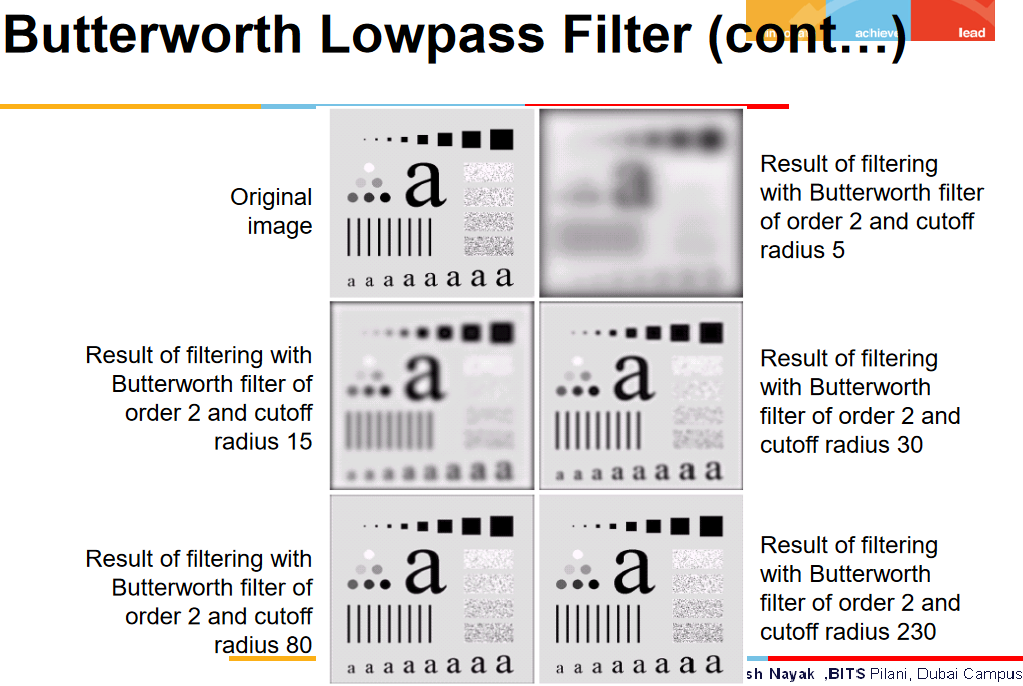 Butterworth Lowpass Filter (cont…)
achieve
lead
Original
image
a
a a a a a a a a
Result of filtering
with Butterworth filter
of order 2 and cutoff
radius 5
a
Result of filtering with
Butterworth filter of
order 2 and cutoff
radius 15
a
a a a a a a a a
a
a a a a a a a a
Result of filtering
with Butterworth
filter of order 2 and
cutoff radius 30
Result of filtering with
Butterworth filter of
order 2 and cutoff
radius 80
a
a a a a a a a a
a
a a a a a a a a
Result of filtering
with Butterworth
filter of order 2 and
cutoff radius 230
sh Nayak ,BITS Pilani, Dubai Campus